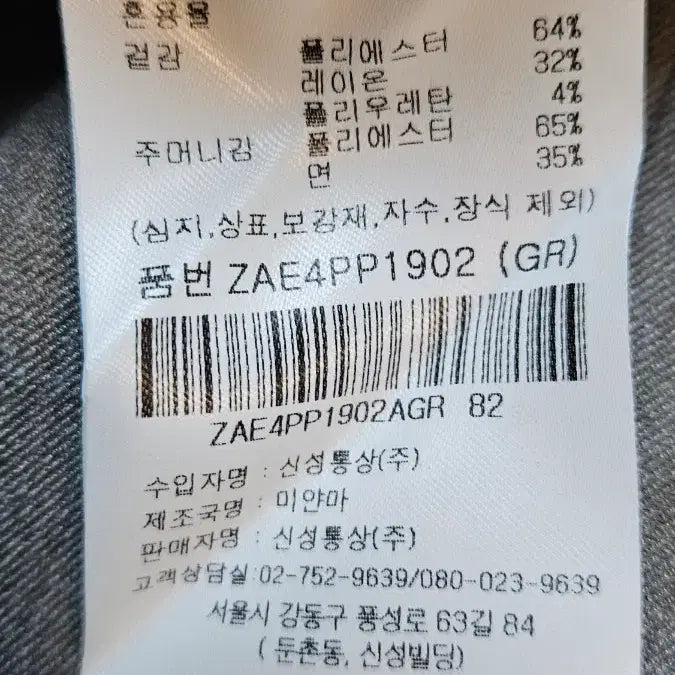 혼용율
겉감 폴리에스터 64%
레이온 32%
폴리우레탄 4%
주머니감 폴리에스터 65%
면 35%
(심지,상표,보강재,자수,장식 제외)
품번 ZAE4PP1902 (GR)
ZAE4PP1902AGR 82
수입자명 : 신성통상(주)
제조국명 : 미얀마
판매자명 : 신성통상(주)
고객상담실:02-752-9639/080-023-9639
서울시 강동구 풍성로 63길 84
( 둔촌동, 신성빌딩)